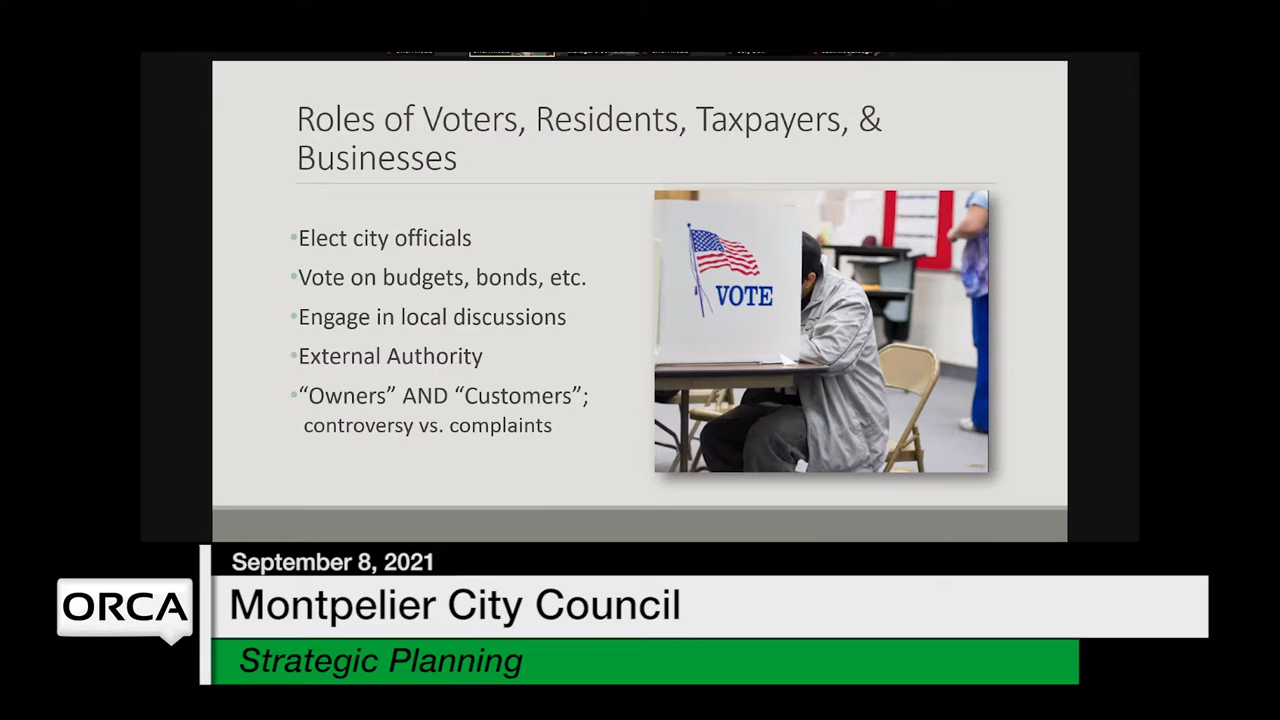 Roles of Voters, Residents, Taxpayers, &
Businesses
•Elect city officials
•Vote on budgets, bonds, etc.
•Engage in local discussions
•External Authority
•“Owners” AND “Customers”;
controversy vs. complaints
VOTE
September 8, 2021
ORCA
Montpelier City Council
Strategic Planning